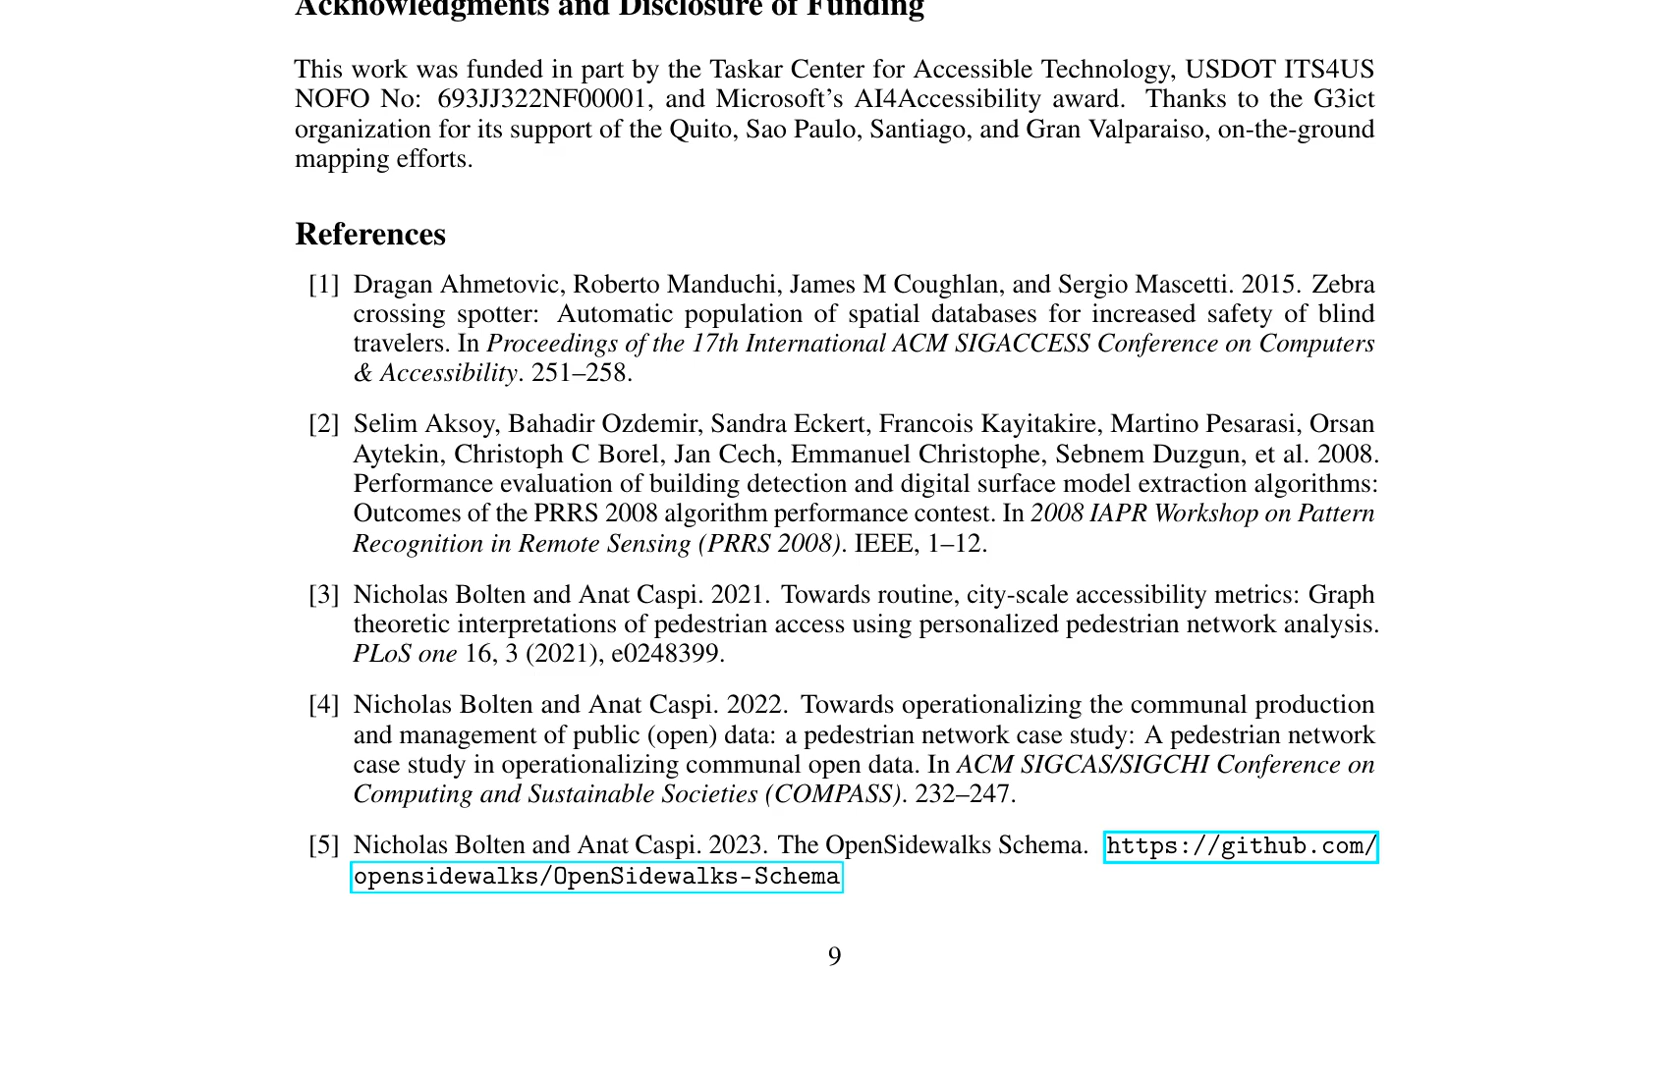 Acknowledgments and Disclosure of Funding
This work was funded in part by the Taskar Center for Accessible Technology, USDOT ITS4US
NOFO No: 693JJ322NF00001, and Microsoft's AI4Accessibility award. Thanks to the G3ict
organization for its support of the Quito, Sao Paulo, Santiago, and Gran Valparaiso, on-the-ground
mapping efforts.
References
[1] Dragan Ahmetovic, Roberto Manduchi, James M Coughlan, and Sergio Mascetti. 2015. Zebra
crossing spotter: Automatic population of spatial databases for increased safety of blind
travelers. In Proceedings of the 17th International ACM SIGACCESS Conference on Computers
& Accessibility. 251–258.
[2] Selim Aksoy, Bahadir Ozdemir, Sandra Eckert, Francois Kayitakire, Martino Pesarasi, Orsan
Aytekin, Christoph C Borel, Jan Cech, Emmanuel Christophe, Sebnem Duzgun, et al. 2008.
Performance evaluation of building detection and digital surface model extraction algorithms:
Outcomes of the PRRS 2008 algorithm performance contest. In 2008 IAPR Workshop on Pattern
Recognition in Remote Sensing (PRRS 2008). IEEE, 1–12.
[3] Nicholas Bolten and Anat Caspi. 2021. Towards routine, city-scale accessibility metrics: Graph
theoretic interpretations of pedestrian access using personalized pedestrian network analysis.
PLoS one 16, 3 (2021), e0248399.
[4] Nicholas Bolten and Anat Caspi. 2022. Towards operationalizing the communal production
and management of public (open) data: a pedestrian network case study: A pedestrian network
case study in operationalizing communal open data. In ACM SIGCAS/SIGCHI Conference on
Computing and Sustainable Societies (COMPASS). 232–247.
[5] Nicholas Bolten and Anat Caspi. 2023. The OpenSidewalks Schema. https://github.com/
opensidewalks/OpenSidewalks-Schema
9